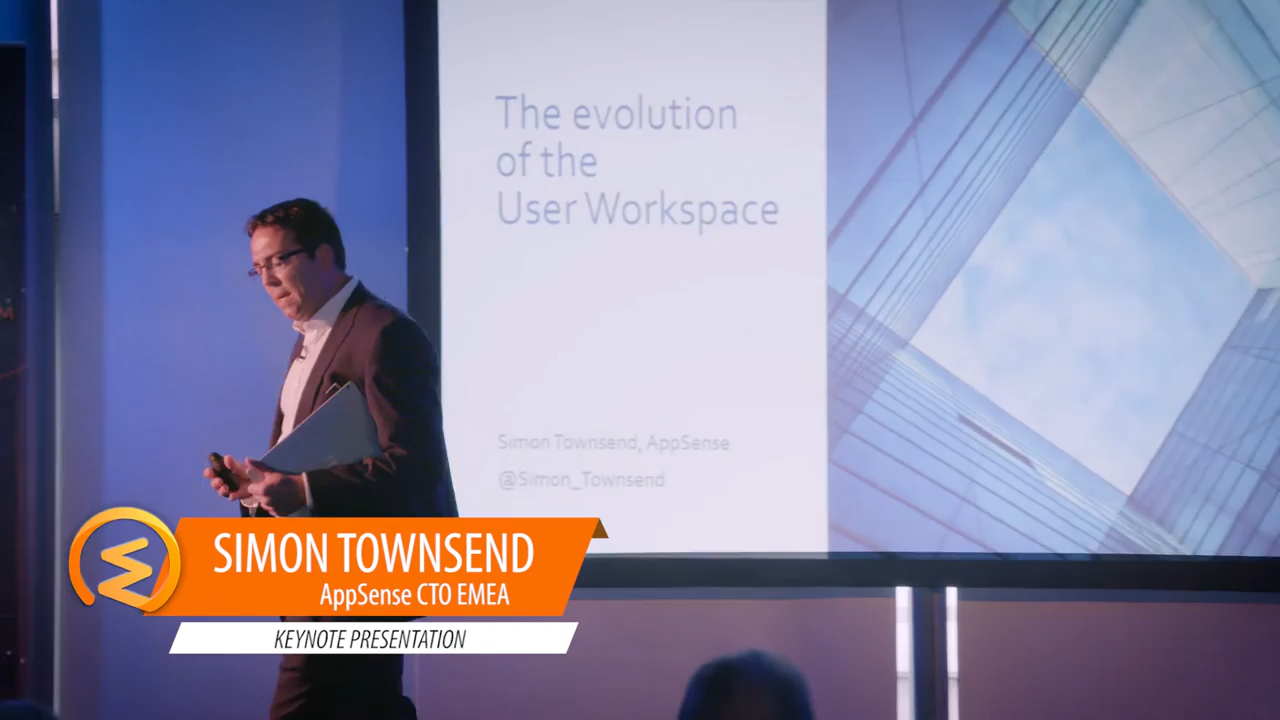 The evolution
of the
User Workspace
Simon Townsend, AppSense
@Simon_Townsend
SIMON TOWNSEND
AppSense CTO EMEA
KEYNOTE PRESENTATION